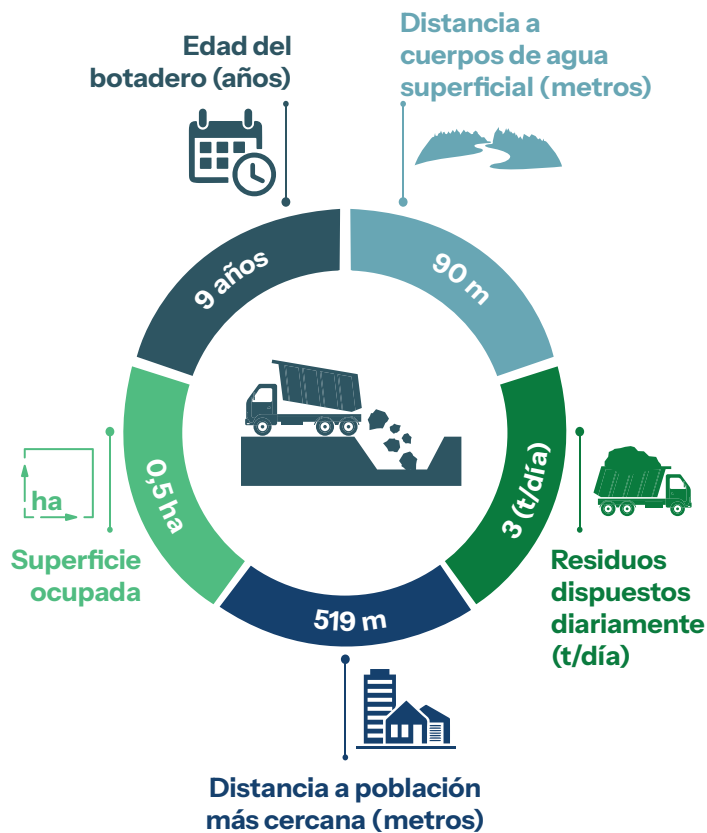 Edad del
botadero (años)
Distancia a
cuerpos de agua
superficial (metros)
9 años
90 m
0,5 ha
3 (t/día)
519 m
ha
Superficie
ocupada
Residuos
dispuestos
diariamente
(t/día)
Distancia a población
más cercana (metros)